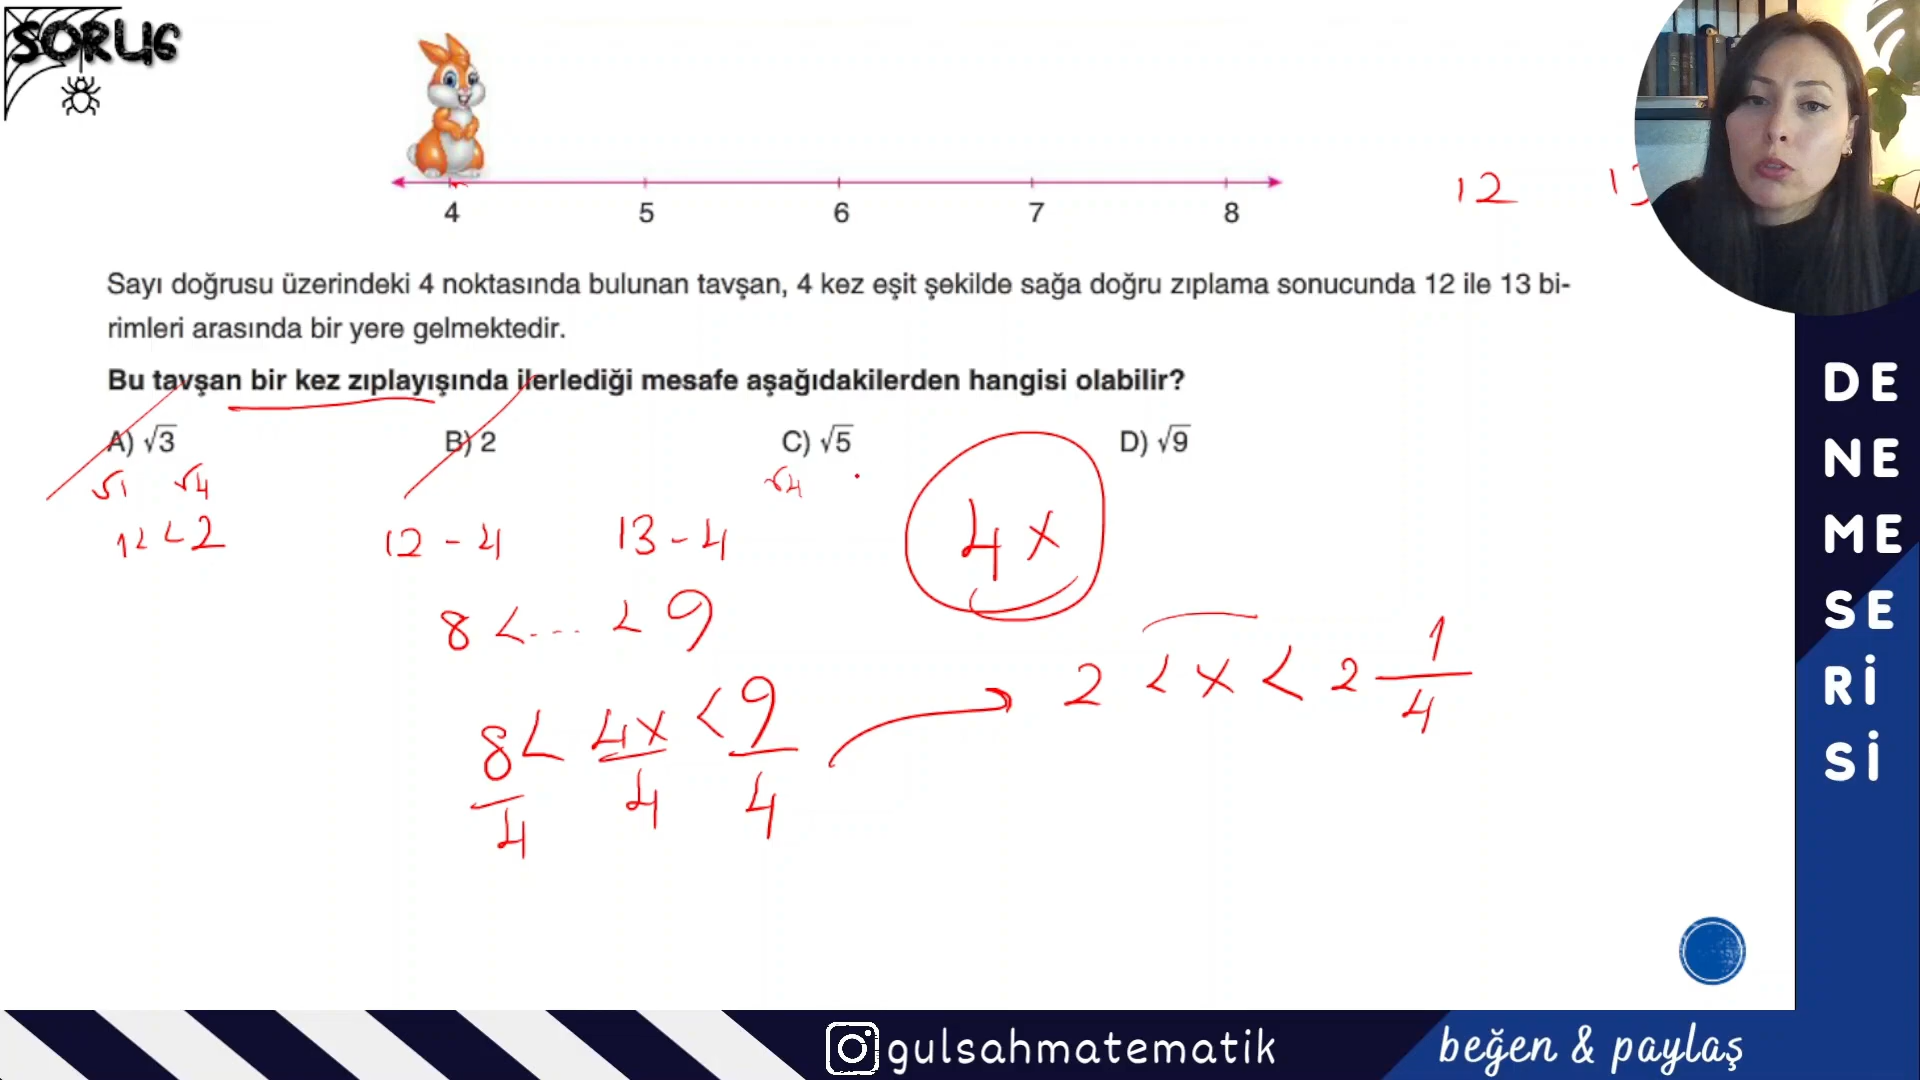 SORU6
4 5 6 7 8
12
Sayı doğrusu üzerindeki 4 noktasında bulunan tavşan, 4 kez eşit şekilde sağa doğru zıplama sonucunda 12 ile 13 bi-
rimleri arasında bir yere gelmektedir.
Bu tavşan bir kez zıplayışında ilerlediği mesafe aşağıdakilerden hangisi olabilir?
A) √3 B) 2 C) √5 D) √9
√1 √4 √4
1< <2 12 - 4 13 - 4 4x
8 < ... < 9
8/4 < 4x/4 < 9/4 2 < x < 2 1/4
DE
NE
ME
SE
Rİ
Sİ
gulsahmatematik
beğen & paylaş